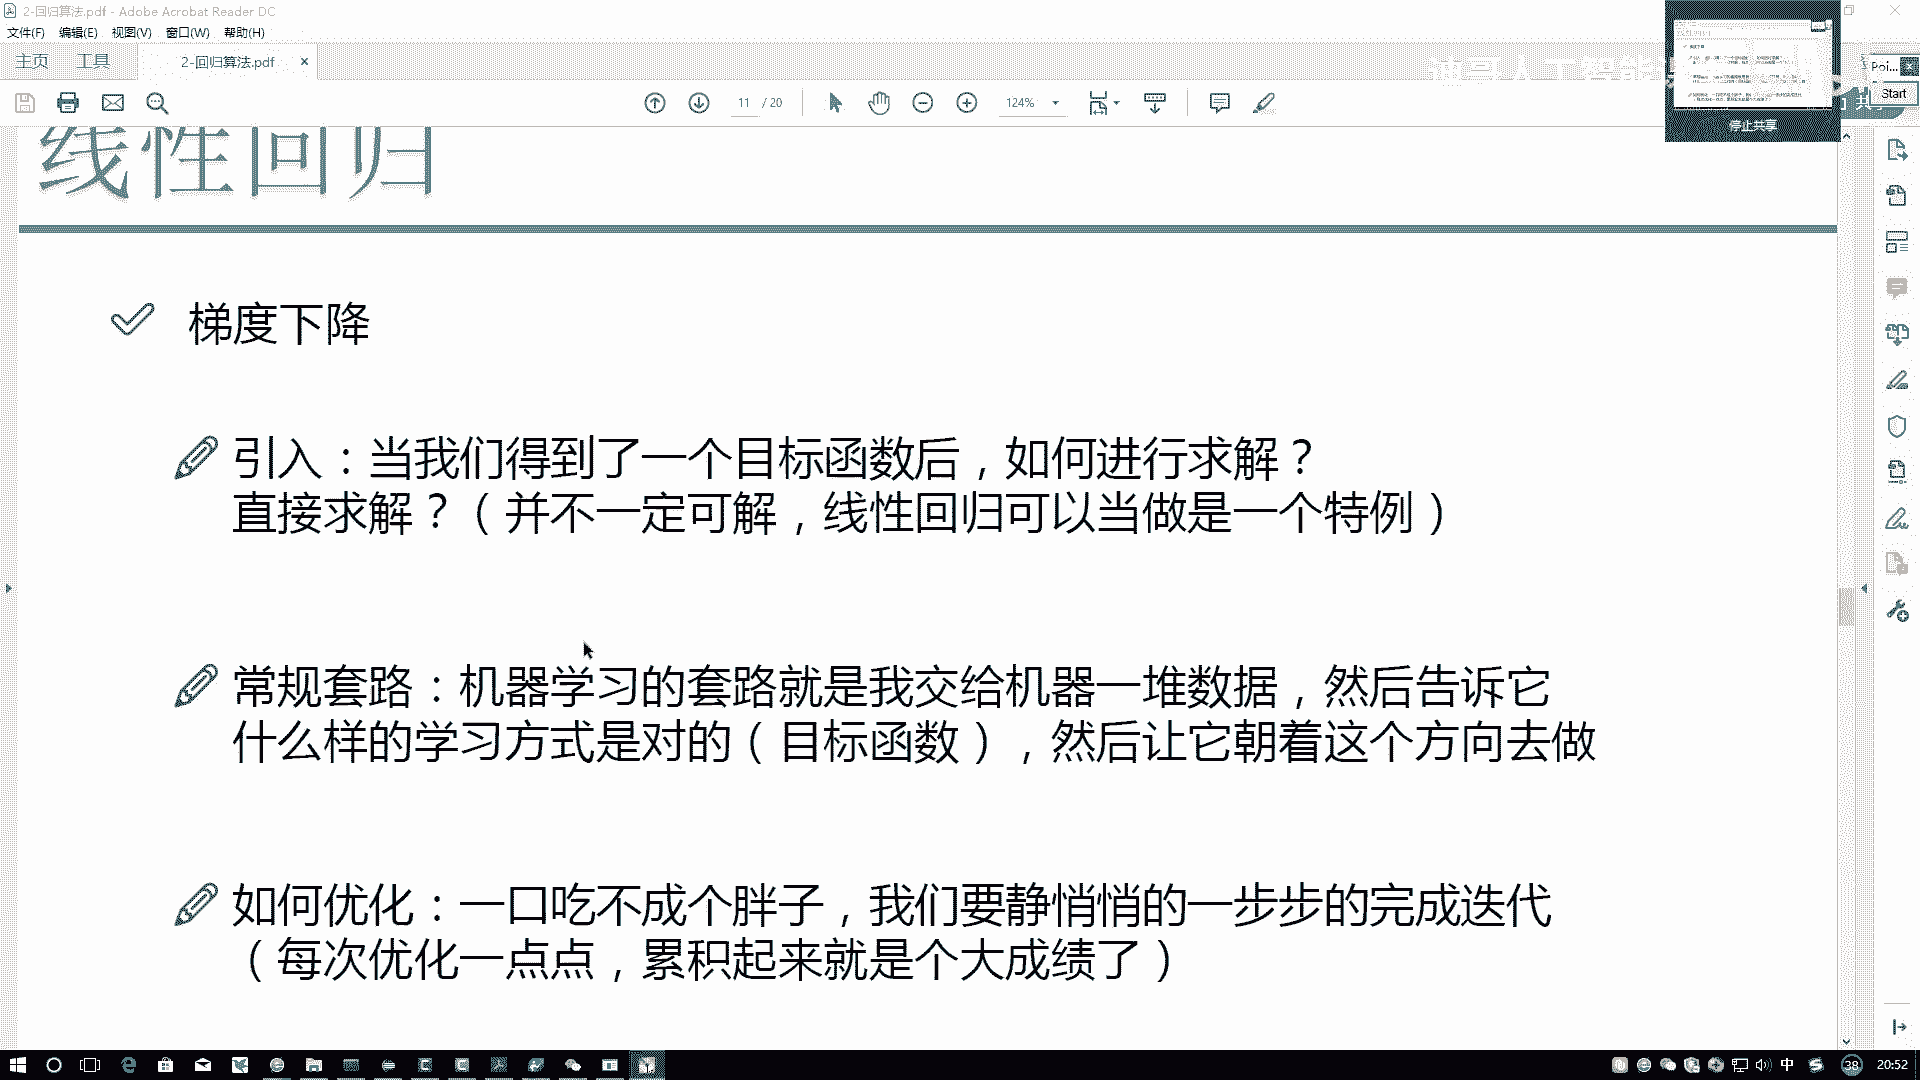 2-回归算法.pdf - Adobe Acrobat Reader DC
文件(F) 编辑(E) 视图(V) 窗口(W) 帮助(H)
主页 工具 2-回归算法.pdf ×
迪哥人工智能
Poi...
11 / 20 124%
Start
停止共享
线性回归
梯度下降
引入：当我们得到了一个目标函数后，如何进行求解？
直接求解？（并不一定可解，线性回归可以当做是一个特例）
常规套路：机器学习的套路就是我交给机器一堆数据，然后告诉它
什么样的学习方式是对的（目标函数），然后让它朝着这个方向去做
如何优化：一口吃不成个胖子，我们要静悄悄的一步步的完成迭代
（每次优化一点点，累积起来就是个大成绩了）
中 38 20:52